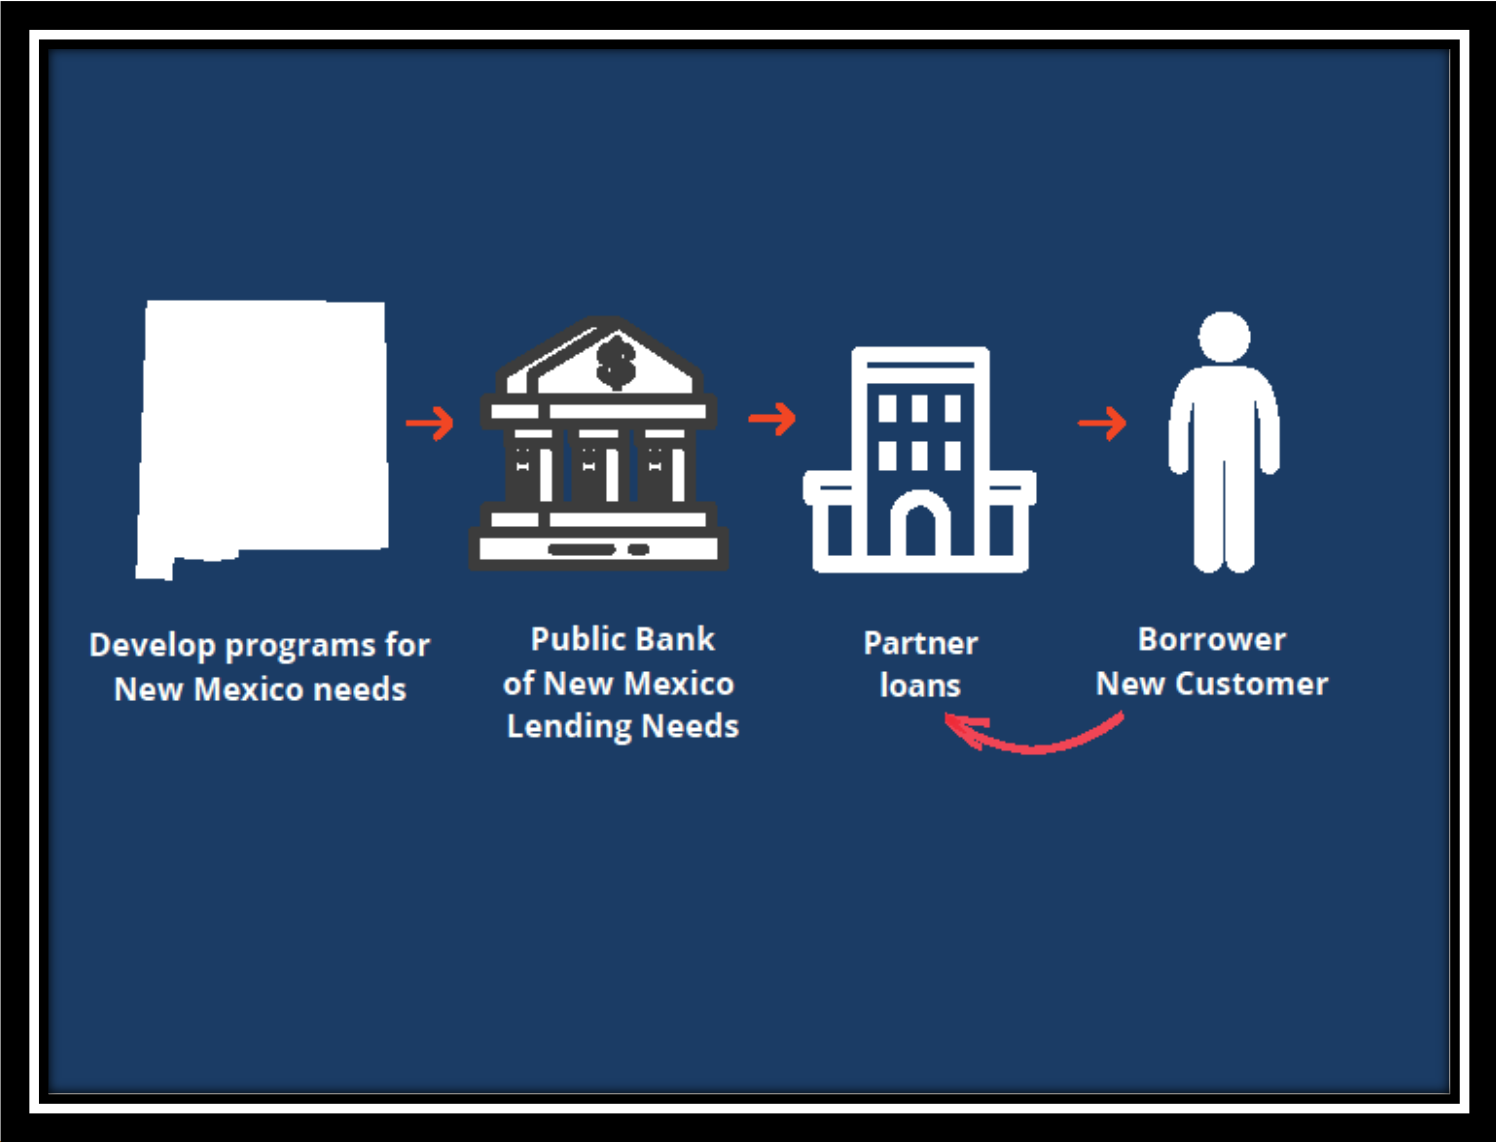 Develop programs for
New Mexico needs
Public Bank
of New Mexico
Lending Needs
Partner
loans
Borrower
New Customer